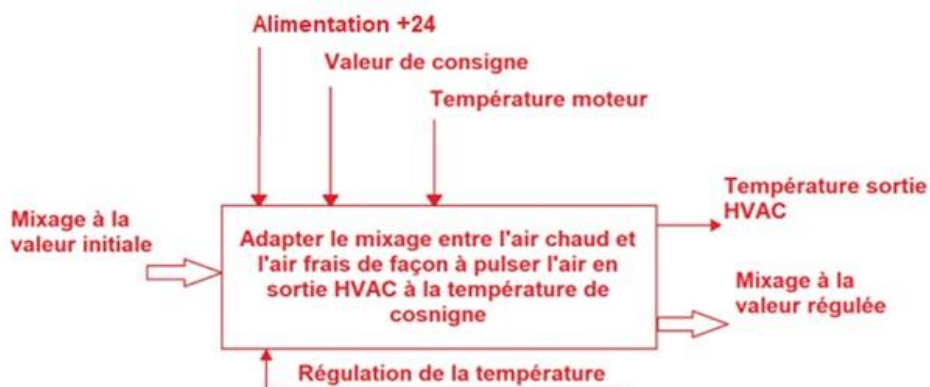 Alimentation +24
Valeur de consigne
Température moteur
Mixage à la
valeur initiale
Adapter le mixage entre l'air chaud et
l'air frais de façon à pulser l'air en
sortie HVAC à la température de
cosnigne
Température sortie
HVAC
Mixage à la
valeur régulée
Régulation de la température